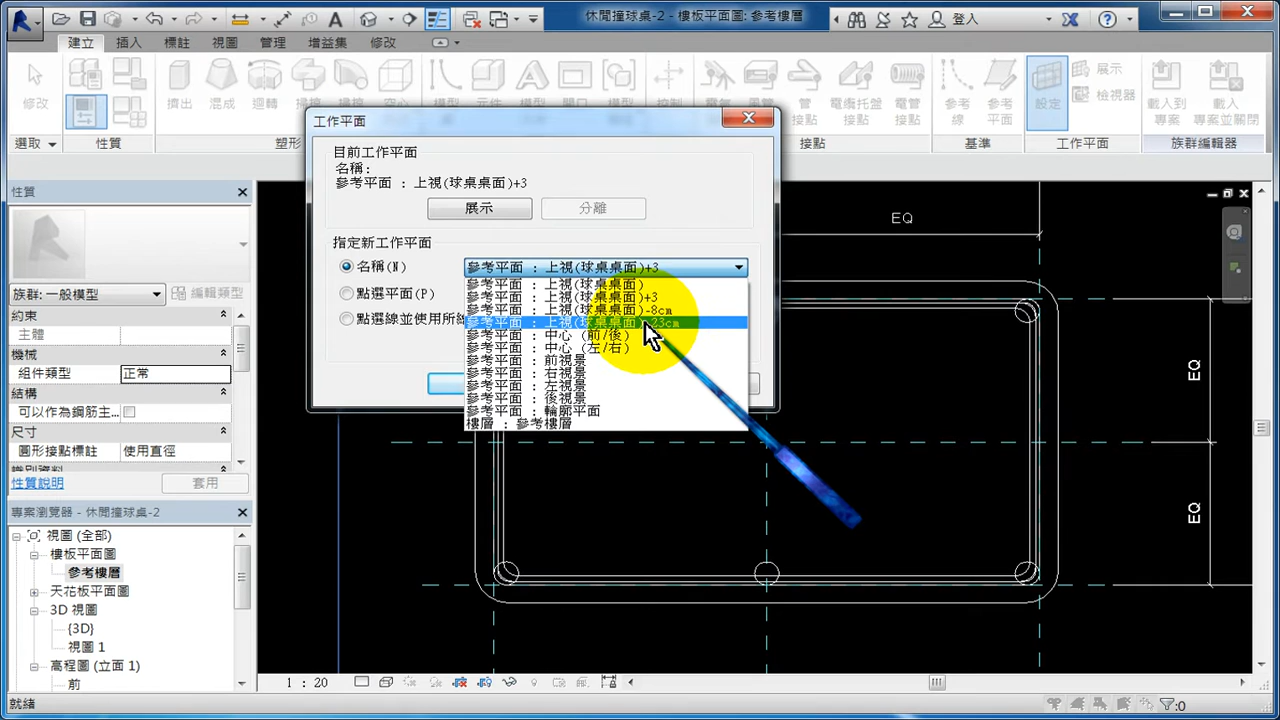 休閒撞球桌-2 - 樓板平面圖: 參考樓層
登入
建立 插入 標註 視圖 管理 增益集 修改
修改 擠出 混成 迴轉 控制 參考線 參考平面 設定 展示 檢視器 載入到專案 載入專案並關閉
選取 性質 塑形 接點 基準 工作平面 族群編輯器
工作平面
目前工作平面
名稱:
參考平面 : 上視(球桌桌面)+3
展示 分離
指定新工作平面
名稱(N) 參考平面 : 上視(球桌桌面)+3
點選平面(P)
點選線並使用所
參考平面 : 上視(球桌桌面)
參考平面 : 上視(球桌桌面)+3
參考平面 : 上視(球桌桌面)-8cm
參考平面 : 上視(球桌桌面)-23cm
參考平面 : 中心 (前/後)
參考平面 : 中心 (左/右)
參考平面 : 前視景
參考平面 : 右視景
參考平面 : 左視景
參考平面 : 後視景
參考平面 : 輪廓平面
樓層 : 參考樓層
性質
族群: 一般模型 編輯類型
約束
主體
機械
組件類型 正常
結構
可以作為鋼筋主...
尺寸
圓形接點標註 使用直徑
性質說明 套用
專案瀏覽器 - 休閒撞球桌-2
視圖 (全部)
樓板平面圖
參考樓層
天花板平面圖
3D 視圖
{3D}
視圖 1
高程圖 (立面 1)
前
EQ
EQ
EQ
1 : 20
就緒
:0